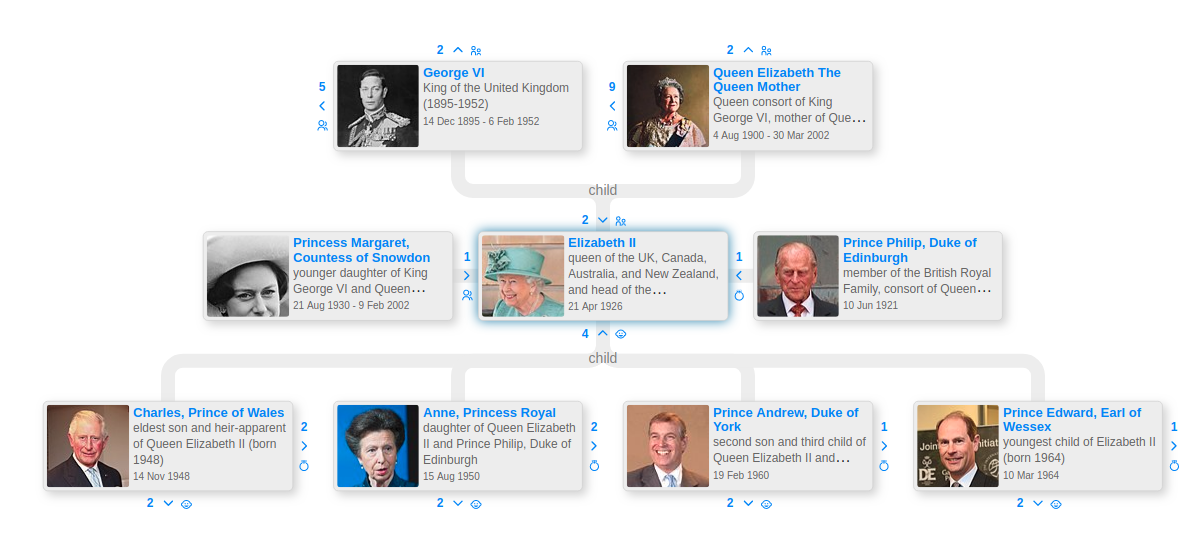 2
2
5
George VI
King of the United Kingdom
(1895-1952)
14 Dec 1895 - 6 Feb 1952
9
Queen Elizabeth The
Queen Mother
Queen consort of King
George VI, mother of Que...
4 Aug 1900 - 30 Mar 2002
child
2
Princess Margaret,
Countess of Snowdon
younger daughter of King
George VI and Queen...
21 Aug 1930 - 9 Feb 2002
1
Elizabeth II
queen of the UK, Canada,
Australia, and New Zealand,
and head of the...
21 Apr 1926
1
Prince Philip, Duke of
Edinburgh
member of the British Royal
Family, consort of Queen...
10 Jun 1921
4
child
Charles, Prince of Wales
eldest son and heir-apparent
of Queen Elizabeth II (born
1948)
14 Nov 1948
2
Anne, Princess Royal
daughter of Queen Elizabeth
II and Prince Philip, Duke of
Edinburgh
15 Aug 1950
2
Prince Andrew, Duke of
York
second son and third child of
Queen Elizabeth II and...
19 Feb 1960
1
Join
initiat
DE
Prince Edward, Earl of
Wessex
youngest child of Elizabeth II
(born 1964)
10 Mar 1964
1
2
2
2
2